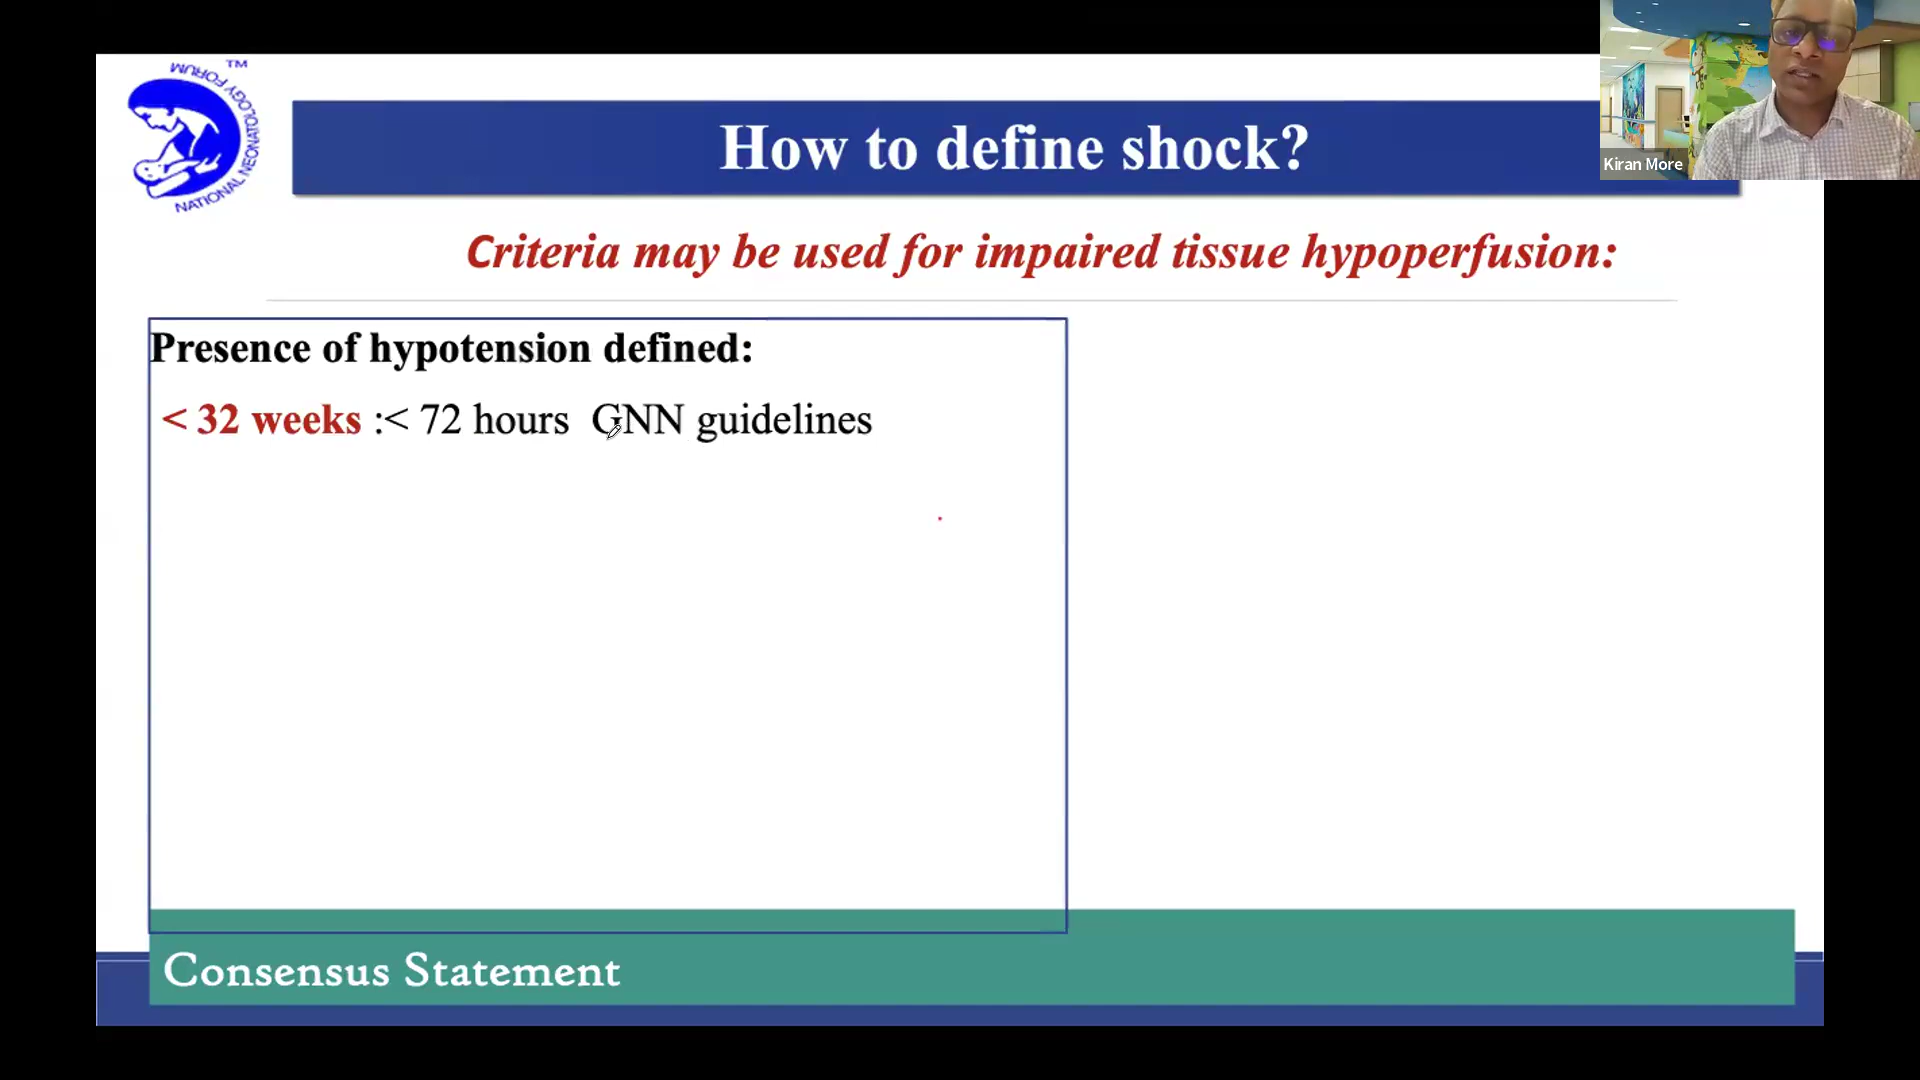 TM
NATIONAL NEONATOLOGY FORUM
How to define shock?
Kiran More
Criteria may be used for impaired tissue hypoperfusion:
Presence of hypotension defined:
< 32 weeks :< 72 hours GNN guidelines
Consensus Statement